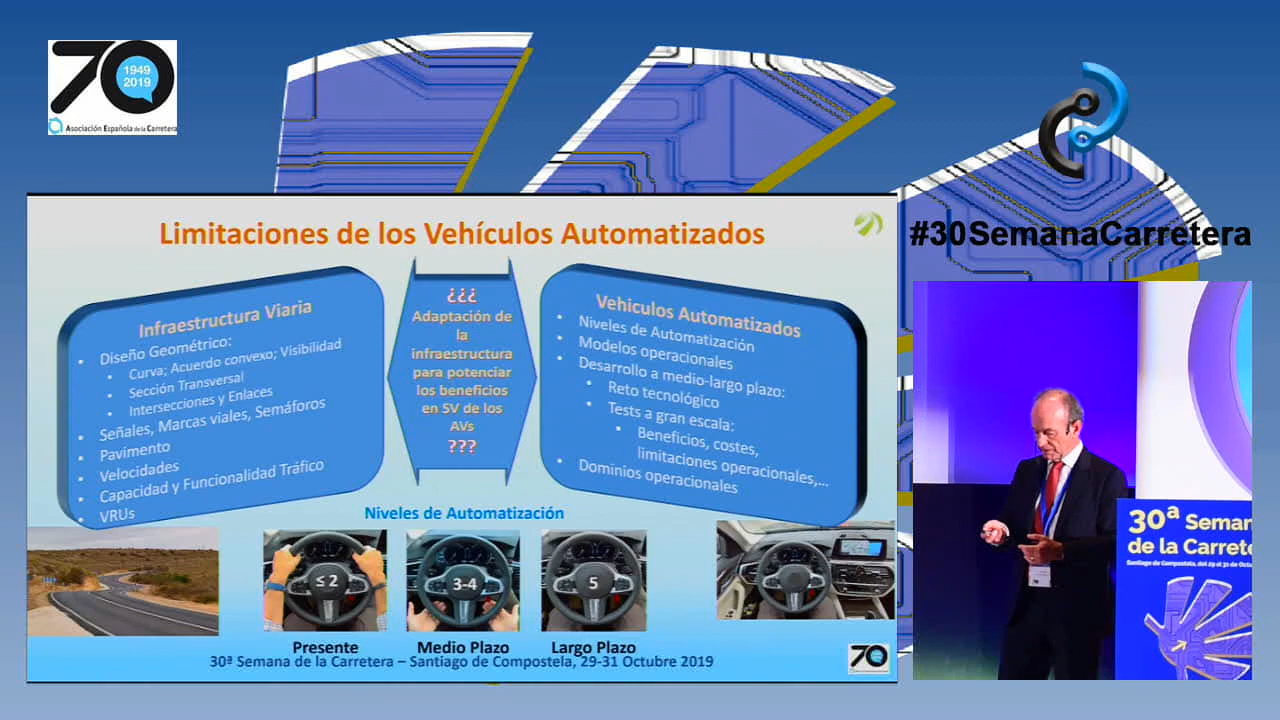 70
1949
2019
Asociación Española de la Carretera
#30SemanaCarretera
Limitaciones de los Vehículos Automatizados
Infraestructura Viaria
• Diseño Geométrico:
• Curva; Acuerdo convexo; Visibilidad
• Sección Transversal
• Intersecciones y Enlaces
• Señales, Marcas viales, Semáforos
• Pavimento
• Velocidades
• Capacidad y Funcionalidad Tráfico
• VRUs
¿¿¿
Adaptación de
la
infraestructura
para potenciar
los beneficios
en SV de los
AVs
???
Vehiculos Automatizados
• Niveles de Automatización
• Modelos operacionales
• Desarrollo a medio-largo plazo:
• Reto tecnológico
• Tests a gran escala:
• Beneficios, costes,
limitaciones operacionales,...
• Dominios operacionales
Niveles de Automatización
≤ 2
3-4
5
Presente
Medio Plazo
Largo Plazo
30ª Semana de la Carretera – Santiago de Compostela, 29-31 Octubre 2019
70
30ª Seman
de la Carrete
Santiago de Compostela, del 29 al 31 de Octu